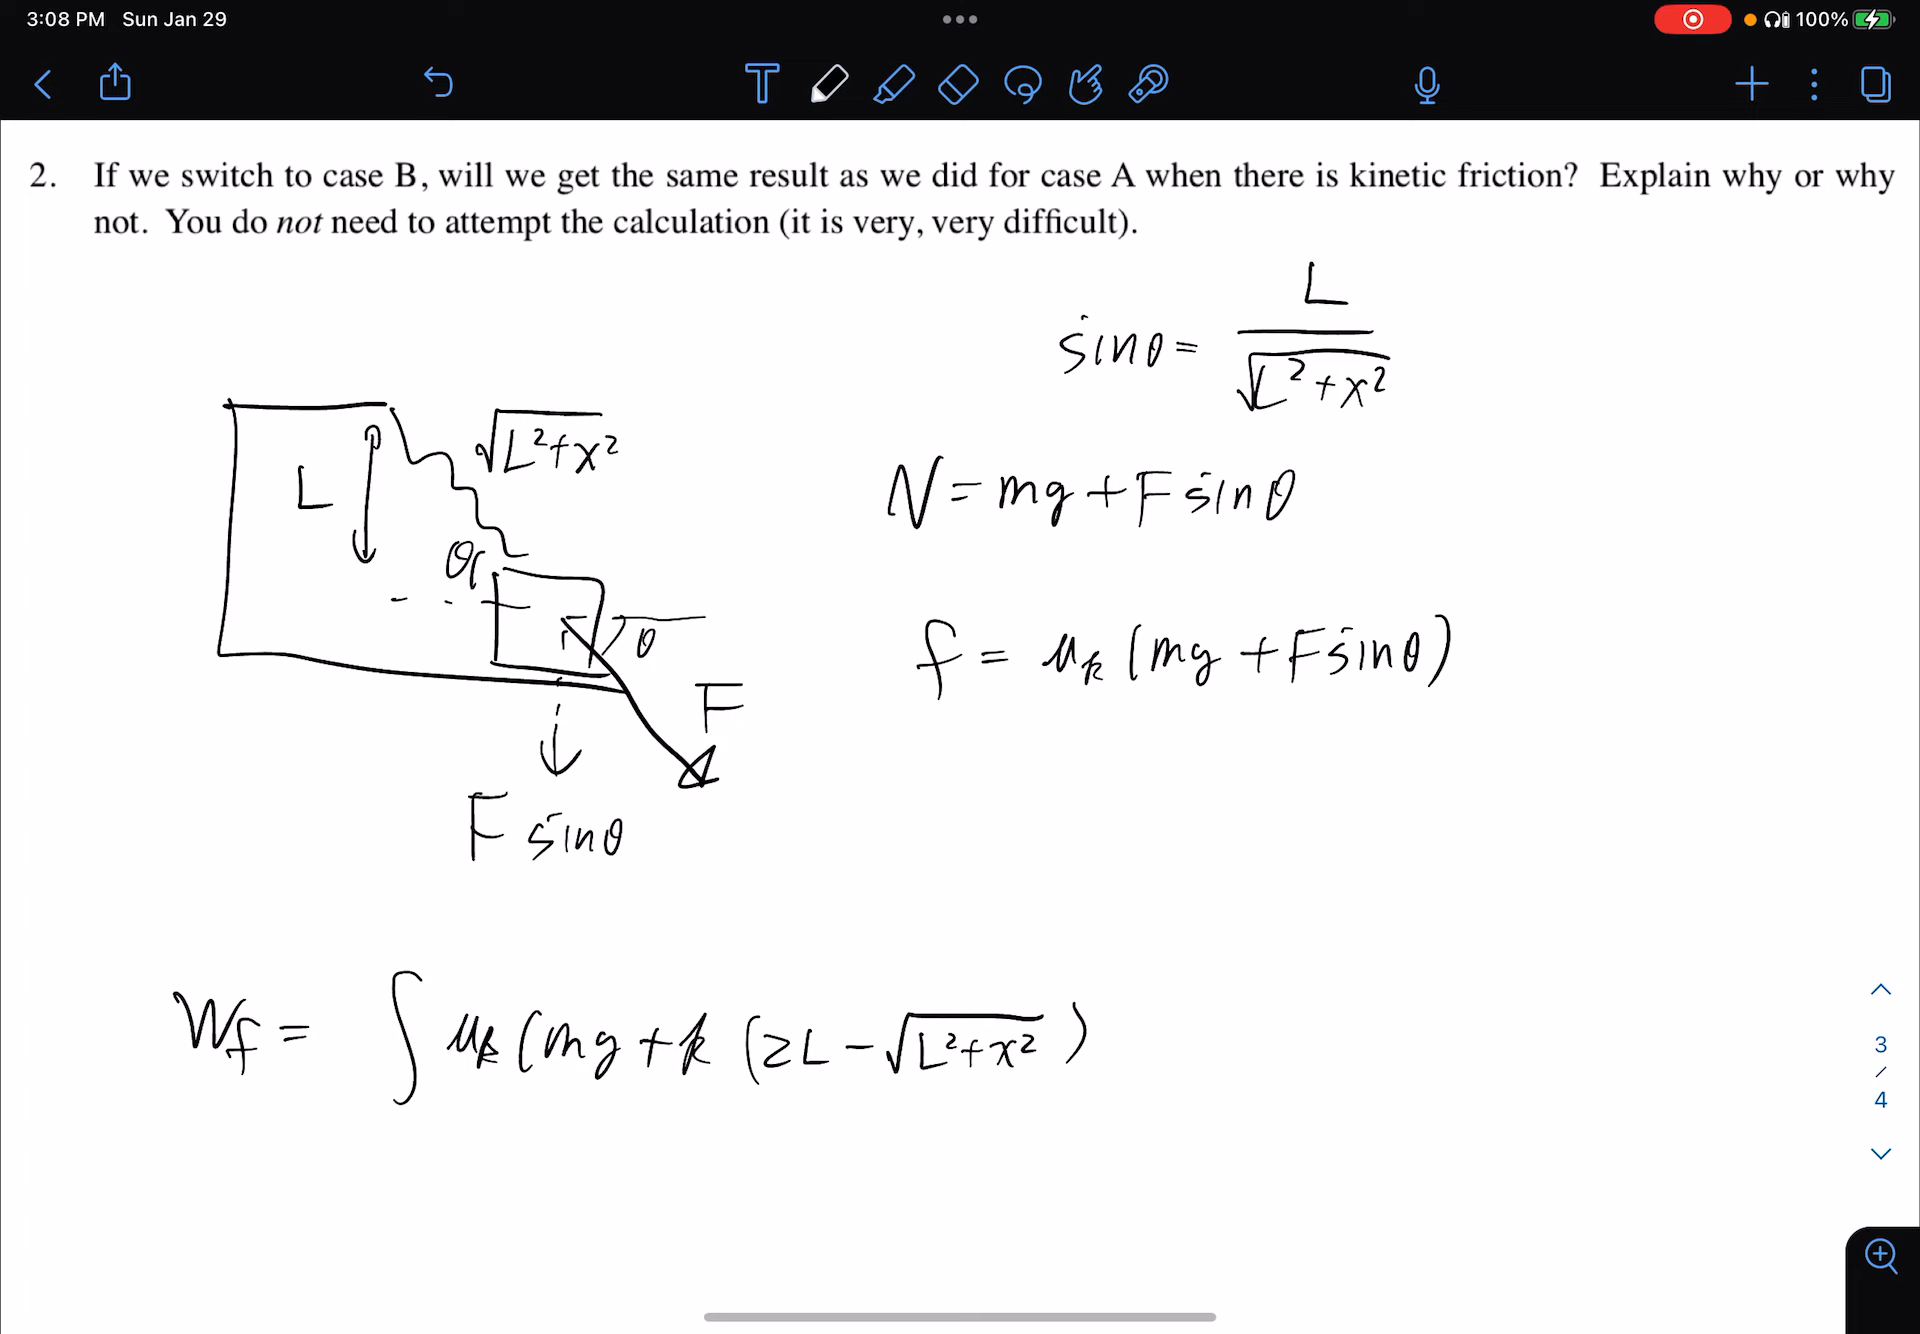 3:08 PM Sun Jan 29
100%
2. If we switch to case B, will we get the same result as we did for case A when there is kinetic friction? Explain why or why
not. You do not need to attempt the calculation (it is very, very difficult).
sinθ = L / √(L²+x²)
√(L²+x²)
L
N = mg + F sinθ
θ
θ
f = μk (mg + F sinθ)
F
F sinθ
Wf = ∫ μk (mg + k (2L - √(L²+x²) )
3
/
4